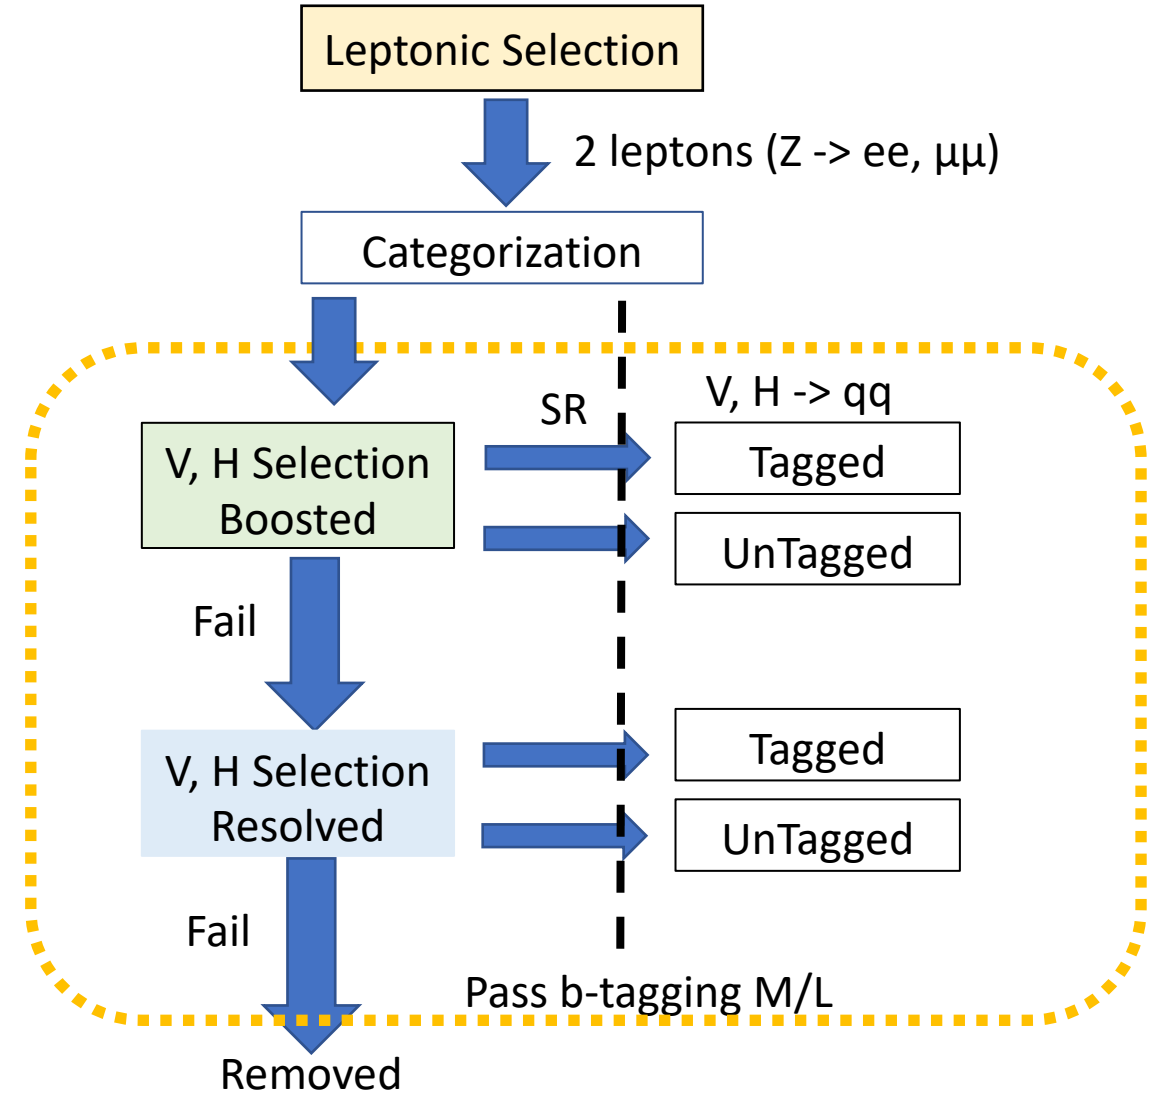 Leptonic Selection
2 leptons (Z -> ee, μμ)
Categorization
SR
V, H -> qq
V, H Selection
Boosted
Tagged
UnTagged
Fail
V, H Selection
Resolved
Tagged
UnTagged
Fail
Pass b-tagging M/L
Removed